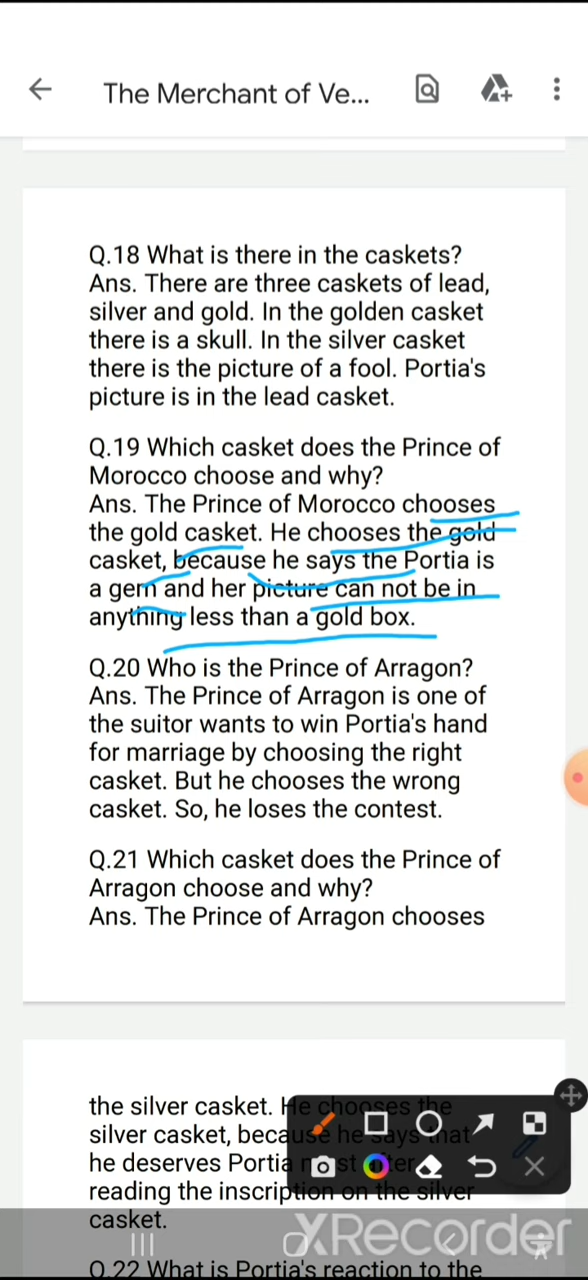 The Merchant of Ve...
Q.18 What is there in the caskets?
Ans. There are three caskets of lead,
silver and gold. In the golden casket
there is a skull. In the silver casket
there is the picture of a fool. Portia's
picture is in the lead casket.
Q.19 Which casket does the Prince of
Morocco choose and why?
Ans. The Prince of Morocco chooses
the gold casket. He chooses the gold
casket, because he says the Portia is
a gem and her picture can not be in
anything less than a gold box.
Q.20 Who is the Prince of Arragon?
Ans. The Prince of Arragon is one of
the suitor wants to win Portia's hand
for marriage by choosing the right
casket. But he chooses the wrong
casket. So, he loses the contest.
Q.21 Which casket does the Prince of
Arragon choose and why?
Ans. The Prince of Arragon chooses
the silver casket. He chooses the
silver casket, because he says that
he deserves Portia
reading the inscription on the silver
casket.
XRecorder
Q.22 What is Portia's reaction to the